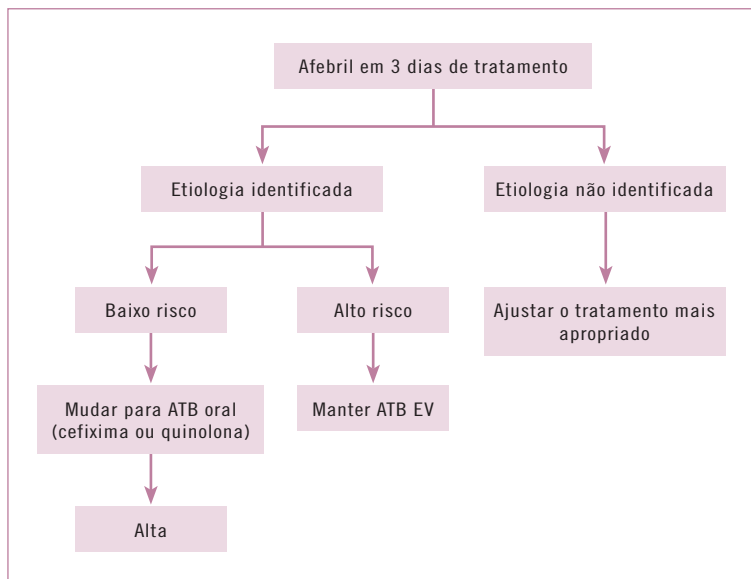 Afebril em 3 dias de tratamento
Etiologia identificada
Etiologia não identificada
Baixo risco
Alto risco
Ajustar o tratamento mais
apropriado
Mudar para ATB oral
(cefixima ou quinolona)
Manter ATB EV
Alta